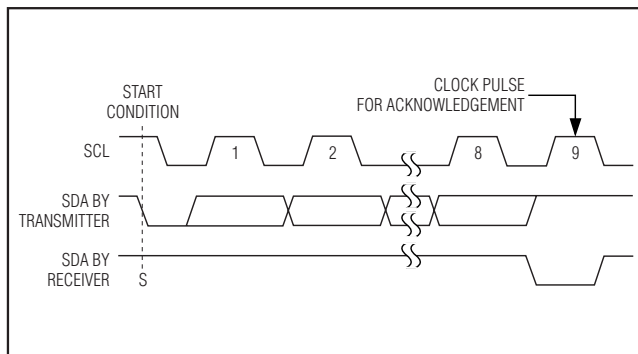 START
CONDITION
CLOCK PULSE
FOR ACKNOWLEDGEMENT
SCL
1
2
8
9
SDA BY
TRANSMITTER
SDA BY
RECEIVER
S